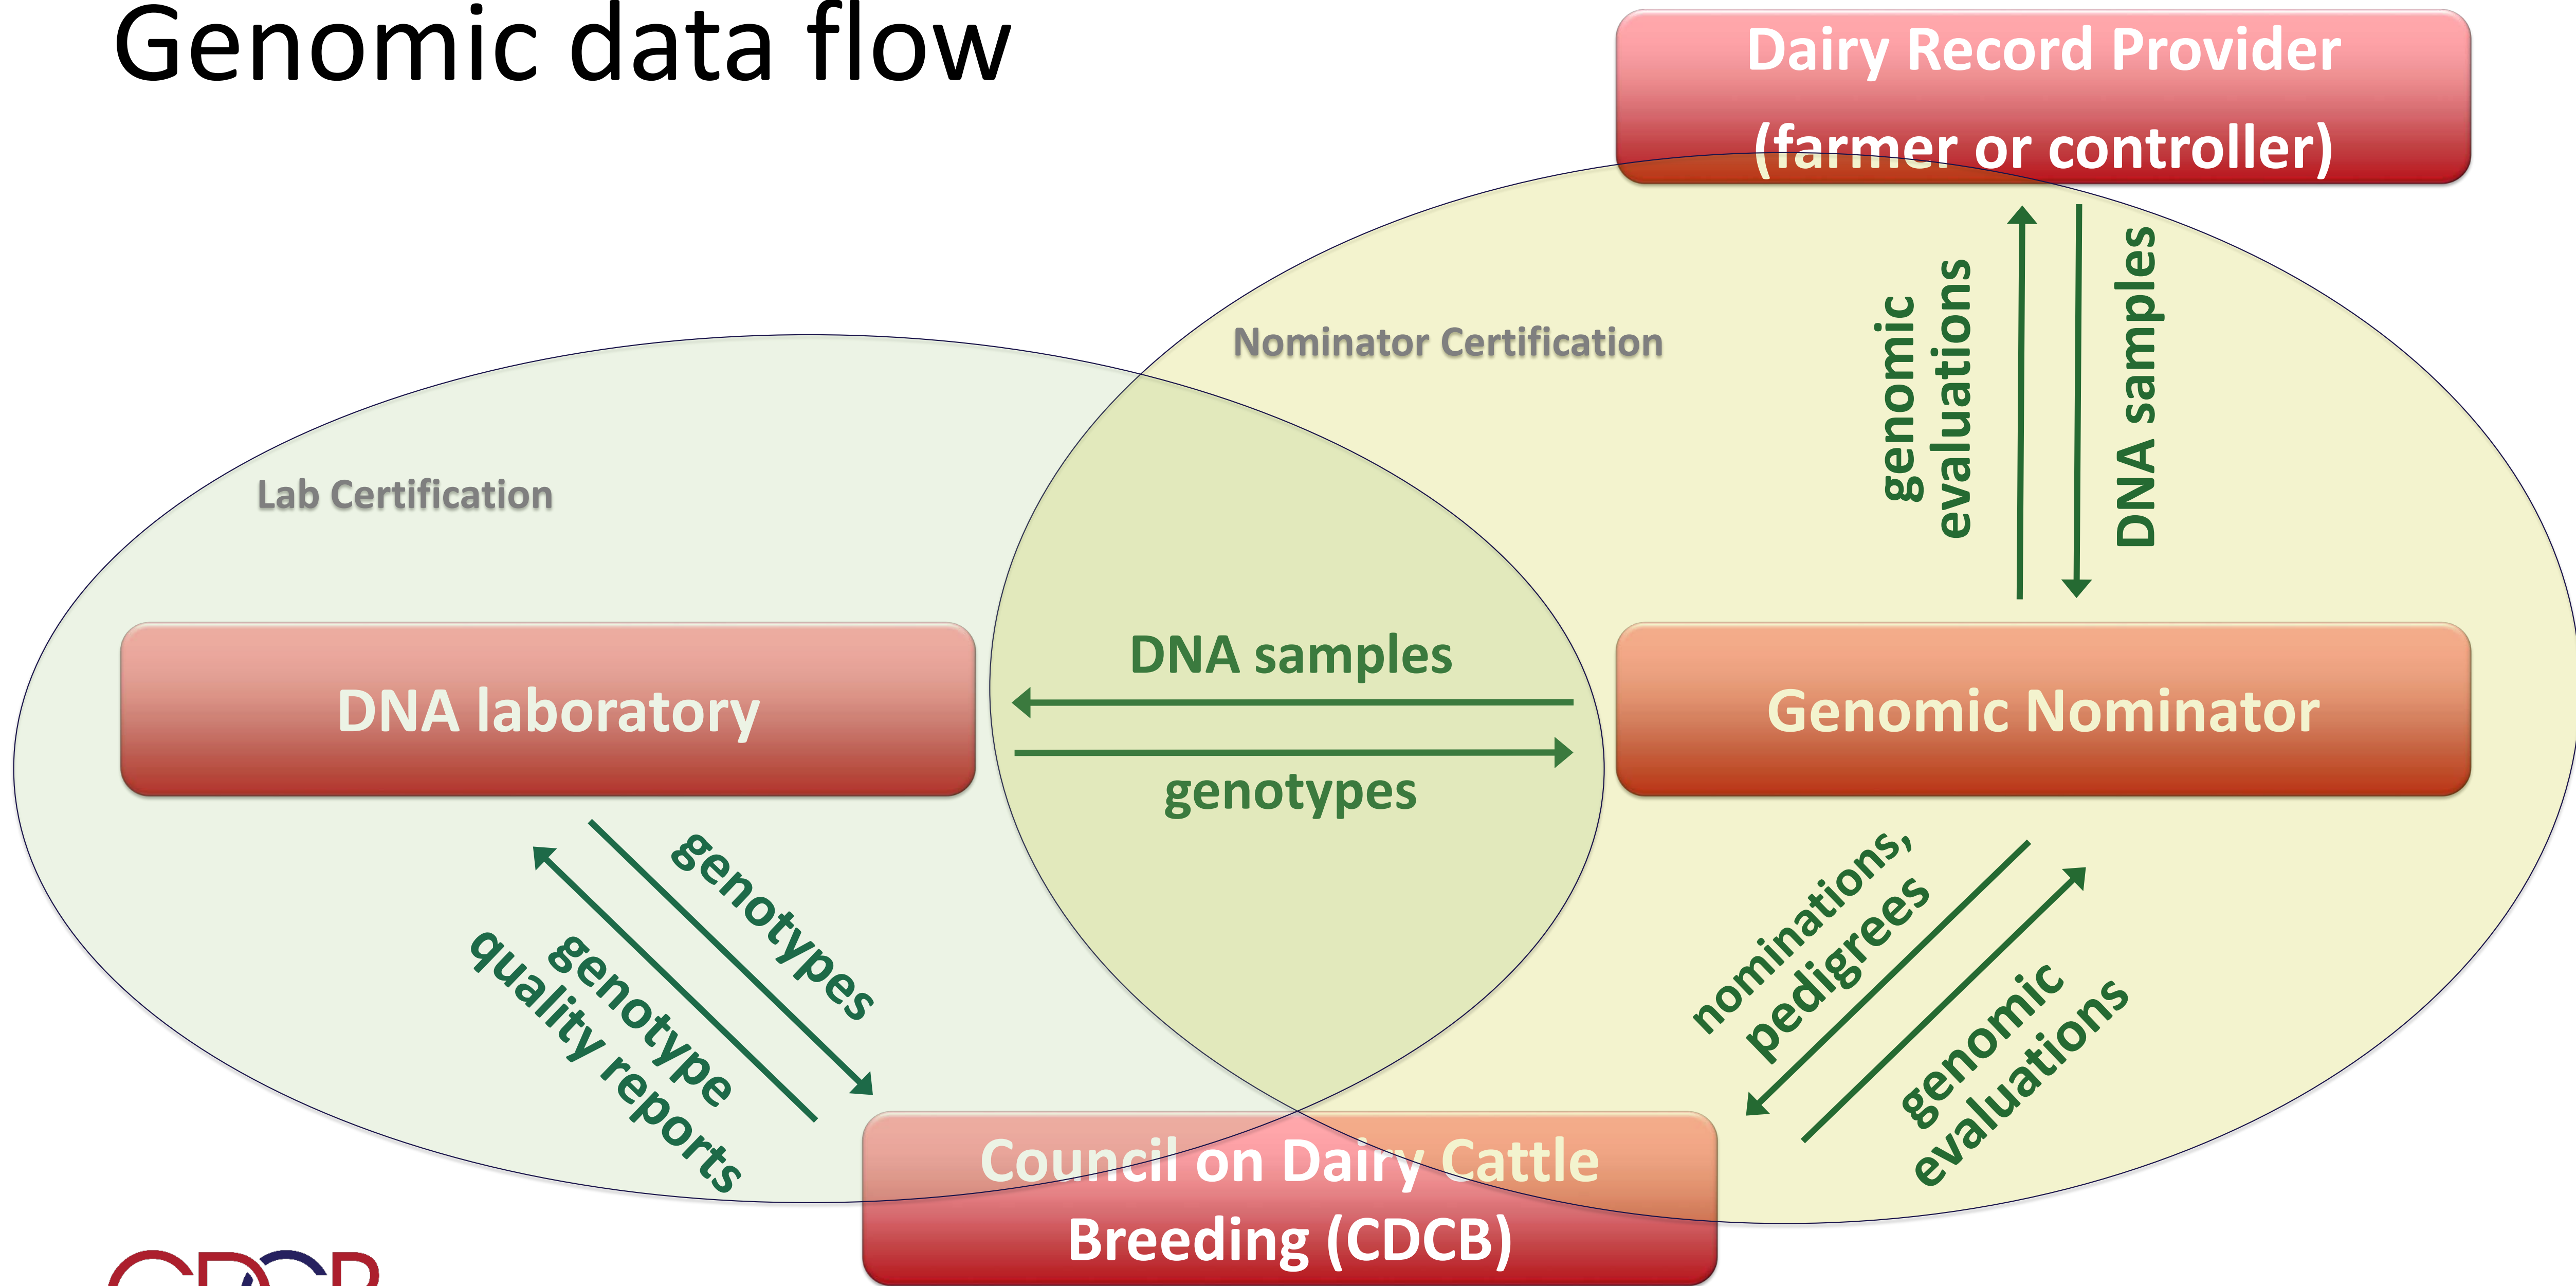 Genomic data flow
Dairy Record Provider
(farmer or controller)
genomic
evaluations
DNA samples
Nominator Certification
Lab Certification
DNA samples
DNA laboratory
Genomic Nominator
genotypes
genotypes
genotype
quality reports
nominations,
pedigrees
genomic
evaluations
Council on Dairy Cattle
Breeding (CDCB)
CDCB